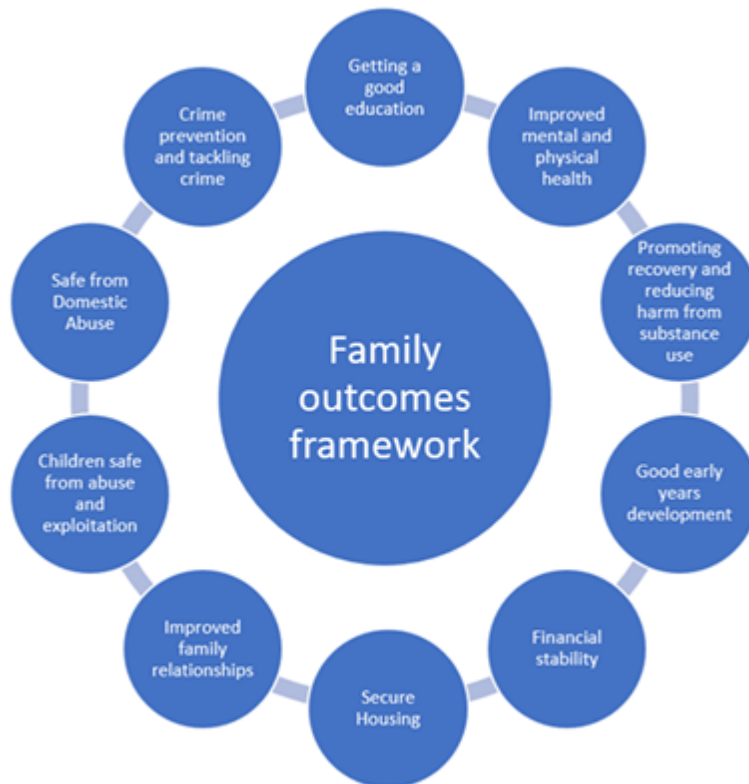 Getting a
good
education
Improved
mental and
physical
health
Promoting
recovery and
reducing
harm from
substance
use
Good early
years
development
Financial
stability
Secure
Housing
Improved
family
relationships
Children safe
from abuse
and
exploitation
Safe from
Domestic
Abuse
Crime
prevention
and tackling
crime
Family
outcomes
framework